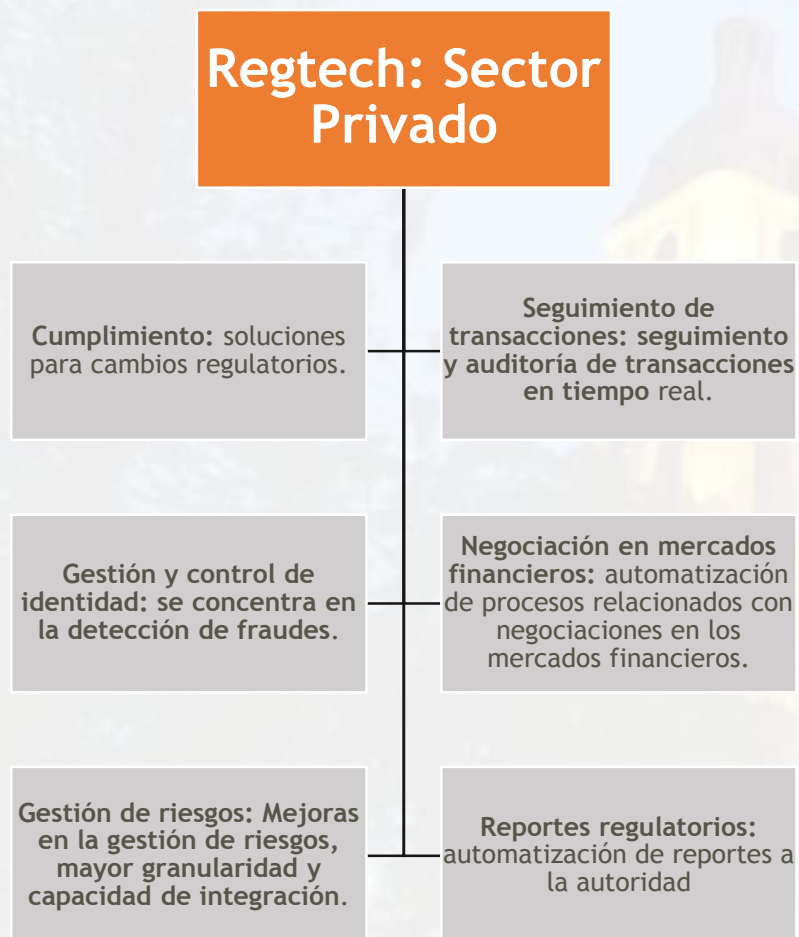 Regtech: Sector
Privado
Cumplimiento: soluciones
para cambios regulatorios.
Seguimiento de
transacciones: seguimiento
y auditoría de transacciones
en tiempo real.
Gestión y control de
identidad: se concentra en
la detección de fraudes.
Negociación en mercados
financieros: automatización
de procesos relacionados con
negociaciones en los
mercados financieros.
Gestión de riesgos: Mejoras
en la gestión de riesgos,
mayor granularidad y
capacidad de integración.
Reportes regulatorios:
automatización de reportes a
la autoridad